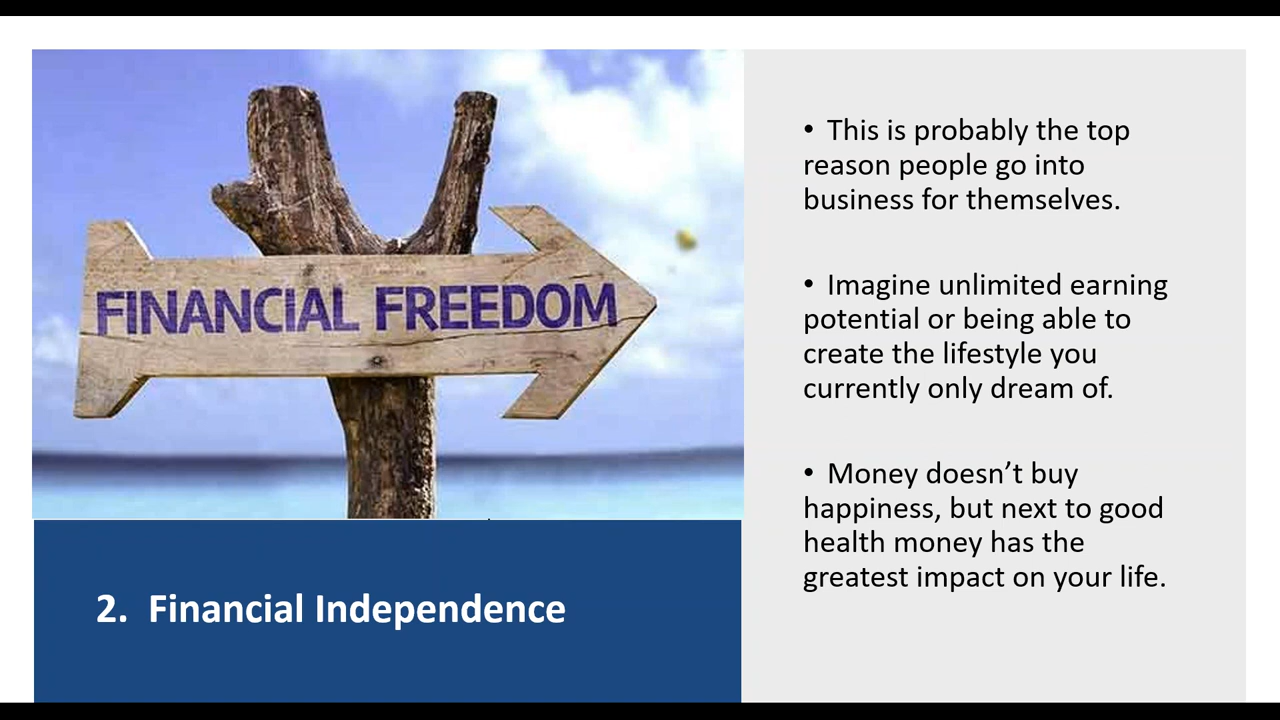 FINANCIAL FREEDOM
2. Financial Independence
• This is probably the top
reason people go into
business for themselves.
• Imagine unlimited earning
potential or being able to
create the lifestyle you
currently only dream of.
• Money doesn’t buy
happiness, but next to good
health money has the
greatest impact on your life.